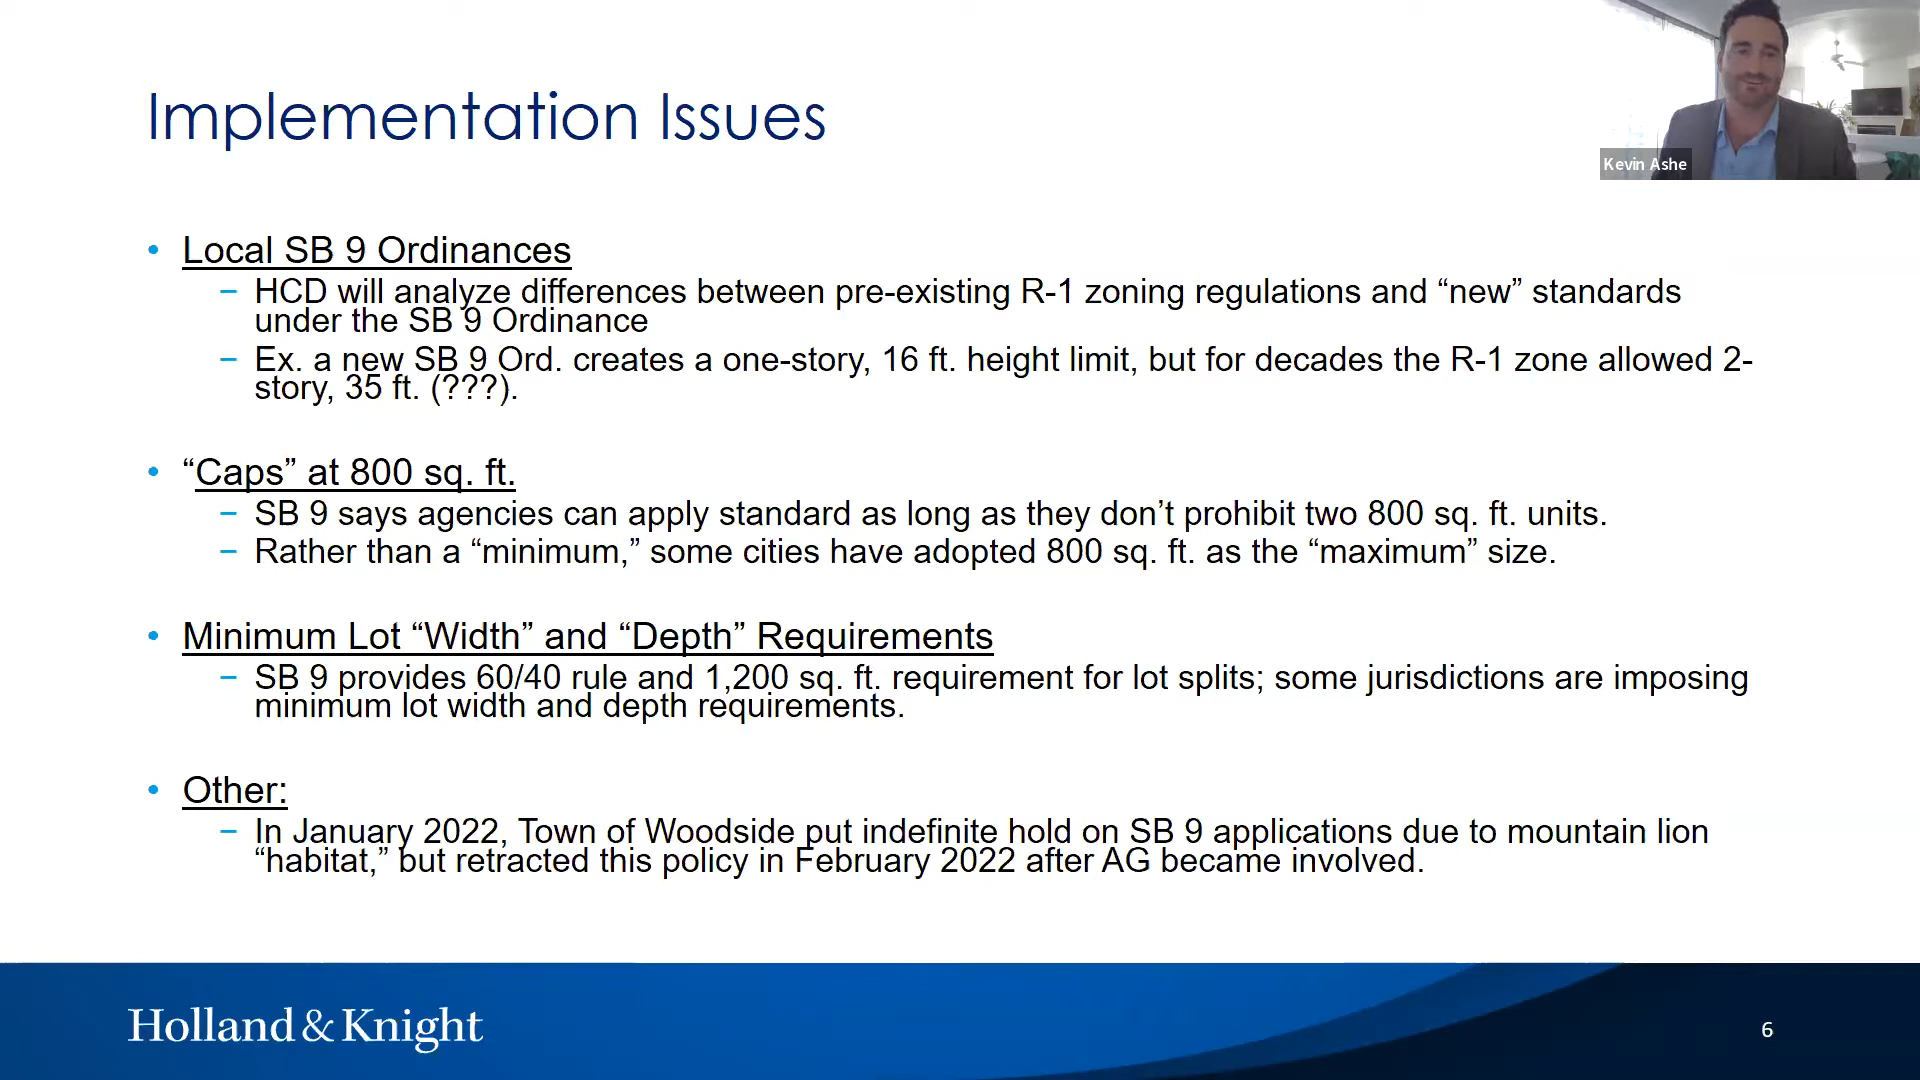 Implementation Issues
Kevin Ashe
• Local SB 9 Ordinances
− HCD will analyze differences between pre-existing R-1 zoning regulations and “new” standards
under the SB 9 Ordinance
− Ex. a new SB 9 Ord. creates a one-story, 16 ft. height limit, but for decades the R-1 zone allowed 2-
story, 35 ft. (???).
• “Caps” at 800 sq. ft.
− SB 9 says agencies can apply standard as long as they don’t prohibit two 800 sq. ft. units.
− Rather than a “minimum,” some cities have adopted 800 sq. ft. as the “maximum” size.
• Minimum Lot “Width” and “Depth” Requirements
− SB 9 provides 60/40 rule and 1,200 sq. ft. requirement for lot splits; some jurisdictions are imposing
minimum lot width and depth requirements.
• Other:
− In January 2022, Town of Woodside put indefinite hold on SB 9 applications due to mountain lion
“habitat,” but retracted this policy in February 2022 after AG became involved.
Holland & Knight
6